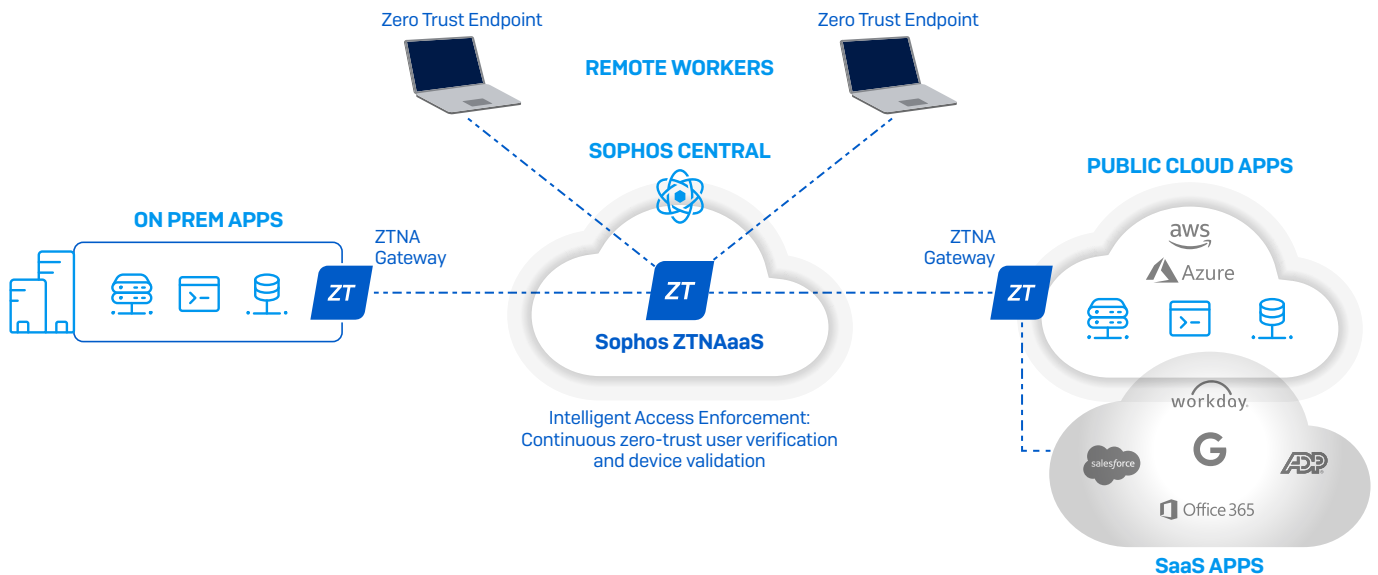 Zero Trust Endpoint
Zero Trust Endpoint
REMOTE WORKERS
SOPHOS CENTRAL
PUBLIC CLOUD APPS
ON PREM APPS
ZTNA
Gateway
ZTNA
Gateway
aws
Azure
ZT
ZT
ZT
Sophos ZTNAaaS
Intelligent Access Enforcement:
Continuous zero-trust user verification
and device validation
workday.
salesforce
G
ADP
Office 365
SaaS APPS